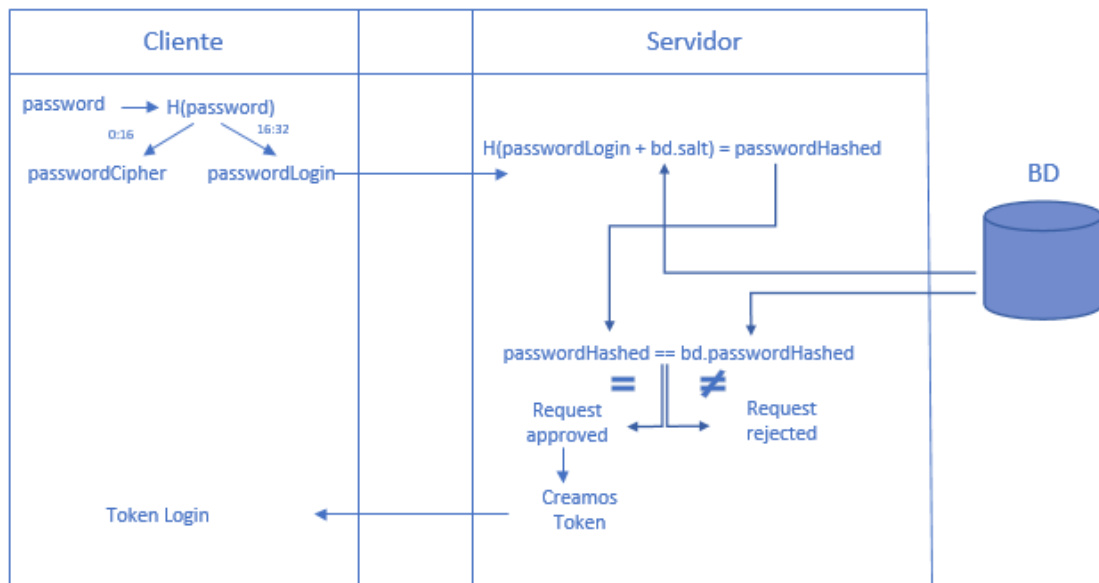 Cliente
Servidor
password
H(password)
0:16
16:32
passwordCipher
passwordLogin
H(passwordLogin + bd.salt) = passwordHashed
BD
passwordHashed == bd.passwordHashed
= ≠
Request
approved
Request
rejected
Creamos
Token
Token Login